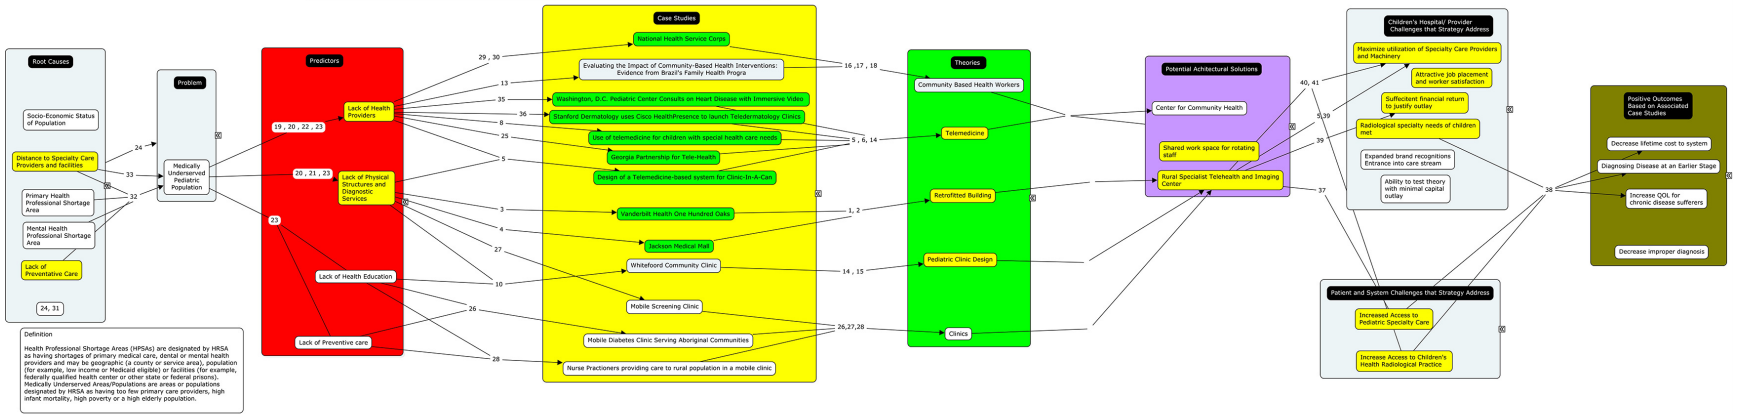 Root Causes
Socio-Economic Status
of Population
Distance to Specialty Care
Providers and facilities
Primary Health
Professional Shortage
Area
Mental Health
Professional Shortage
Area
Lack of
Preventative Care
24, 31
24
33
32
Definition
Health Professional Shortage Areas (HPSAs) are designated by HRSA
as having shortages of primary medical care, dental or mental health
providers and may be geographic (a county or service area), population
(for example, low income or Medicaid eligible) or facilities (for example,
federally qualified health center or other state or federal prisons).
Medically Underserved Areas/Populations are areas or populations
designated by HRSA as having too few primary care providers, high
infant mortality, high poverty or a high elderly population.
Problem
Medically
Underserved
Pediatric
Population
19 , 20 , 22 , 23
20 , 21 , 23
23
Predictors
Lack of Health
Providers
Lack of Physical
Structures and
Diagnostic
Services
Lack of Health Education
Lack of Preventive care
29 , 30
13
35
36
8
25
5
3
4
27
10
26
28
Case Studies
National Health Service Corps
Evaluating the Impact of Community-Based Health Interventions:
Evidence from Brazil's Family Health Progra
Washington, D.C. Pediatric Center Consults on Heart Disease with Immersive Video
Stanford Dermatology uses Cisco HealthPresence to launch Teledermatology Clinics
Use of telemedicine for children with special health care needs
Georgia Partnership for Tele-Health
Design of a Telemedicine-based system for Clinic-In-A-Can
Vanderbilt Health One Hundred Oaks
Jackson Medical Mall
Whitefoord Community Clinic
Mobile Screening Clinic
Mobile Diabetes Clinic Serving Aboriginal Communities
Nurse Practioners providing care to rural population in a mobile clinic
16 ,17 , 18
5 , 6, 14
1, 2
14 , 15
26,27,28
Theories
Community Based Health Workers
Telemedicine
Retrofitted Building
Pediatric Clinic Design
Clinics
Potential Achitectural Solutions
Center for Community Health
Shared work space for rotating
staff
Rural Specialist Telehealth and Imaging
Center
40, 41
5,39
39
37
Children's Hospital/ Provider
Challenges that Strategy Address
Maximize utilization of Specialty Care Providers
and Machinery
Attractive job placement
and worker satisfaction
Suffecitent financial return
to justify outlay
Radiological specialty needs of children
met
Expanded brand recognitions
Entrance into care stream
Ability to test theory
with minimal capital
outlay
Patient and System Challenges that Strategy Address
Increased Access to
Pediatric Specialty Care
Increase Access to Children's
Health Radiological Practice
38
Positive Outcomes
Based on Associated
Case Studies
Decrease lifetime cost to system
Diagnosing Disease at an Earlier Stage
Increase QOL for
chronic disease sufferers
Decrease improper diagnosis